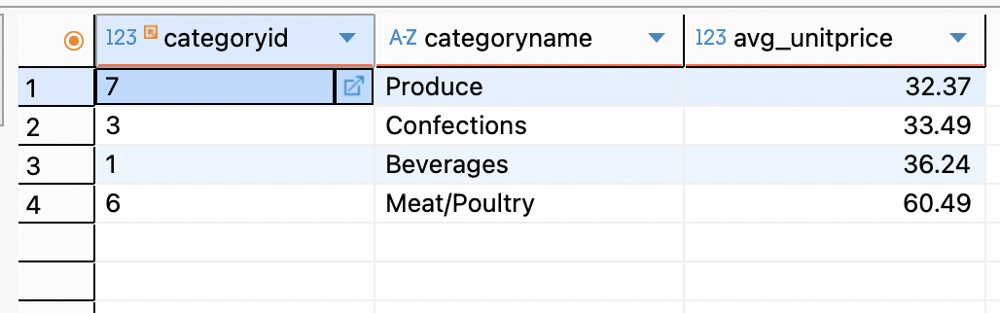 123 categoryid A-Z categoryname 123 avg_unitprice
1 7 Produce 32.37
2 3 Confections 33.49
3 1 Beverages 36.24
4 6 Meat/Poultry 60.49